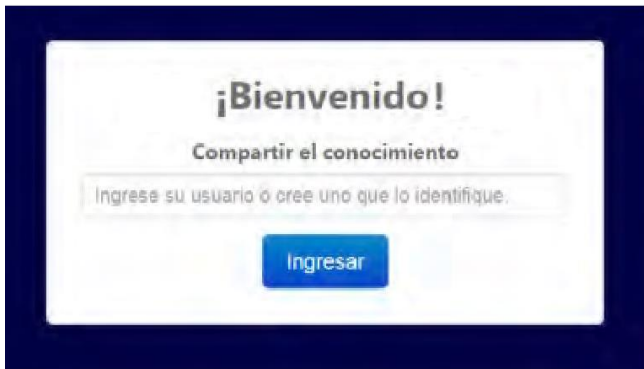 ¡Bienvenido!
Compartir el conocimiento
Ingrese su usuario o cree uno que lo identifique.
Ingresar